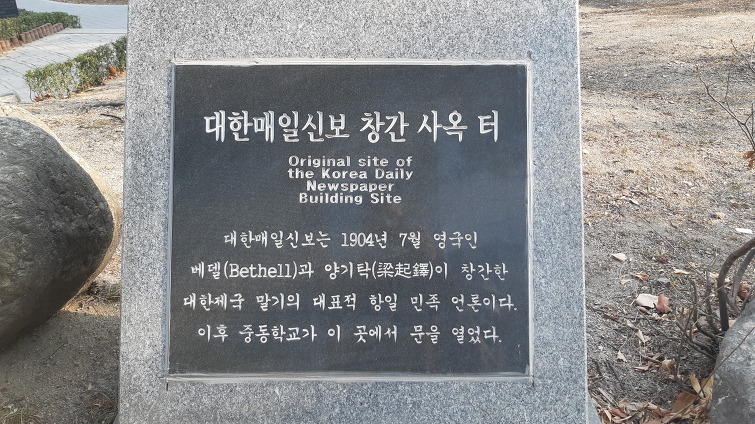 대한매일신보 창간 사옥 터
Original site of
the Korea Daily
Newspaper
Building Site
대한매일신보는 1904년 7월 영국인
베델(Bethell)과 양기탁(梁起鐸)이 창간한
대한제국 말기의 대표적 항일 민족 언론이다.
이후 중동학교가 이 곳에서 문을 열었다.